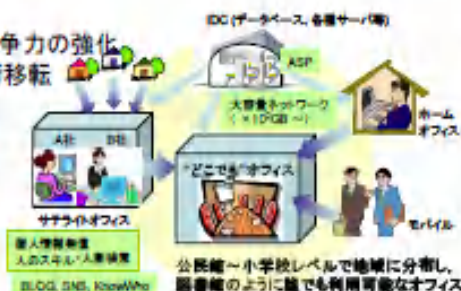 IDC (データベース, 各種サーバ等)
争力の強化
移転
ASP
大容量ネットワーク
ホーム
オフィス
A社 B社
"どこでも"オフィス
サテライトオフィス
モバイル
個人情報
人のスキル・人脈
BLOG, SNS, KnowWho
公民館～小学校レベルで地域に分布し,
図書館のように誰でも利用可能なオフィス